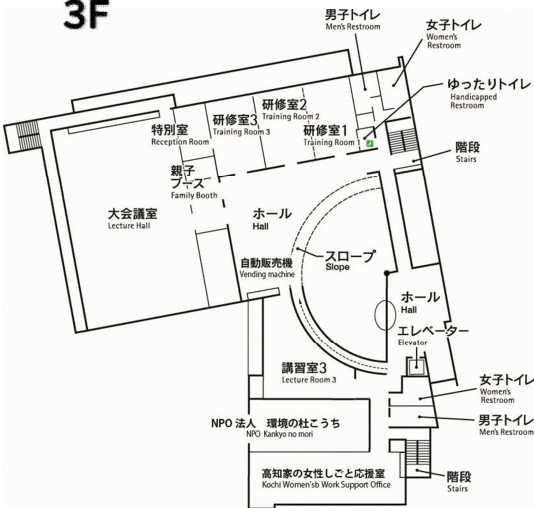 3F
男子トイレ
Men's Restroom
女子トイレ
Women's
Restroom
ゆったりトイレ
Handicapped
Restroom
研修室2
Training Room 2
研修室3
Training Room 3
研修室1
Training Room 1
特別室
Reception Room
階段
Stairs
親子
ブース
Family Booth
大会議室
Lecture Hall
ホール
Hall
スロープ
Slope
自動販売機
Vending machine
ホール
Hall
エレベーター
Elevator
講習室3
Lecture Room 3
女子トイレ
Women's
Restroom
男子トイレ
Men's Restroom
NPO 法人 環境の杜こうち
NPO Kankyo no mori
高知家の女性しごと応援室
Kochi Women'sb Work Support Office
階段
Stairs